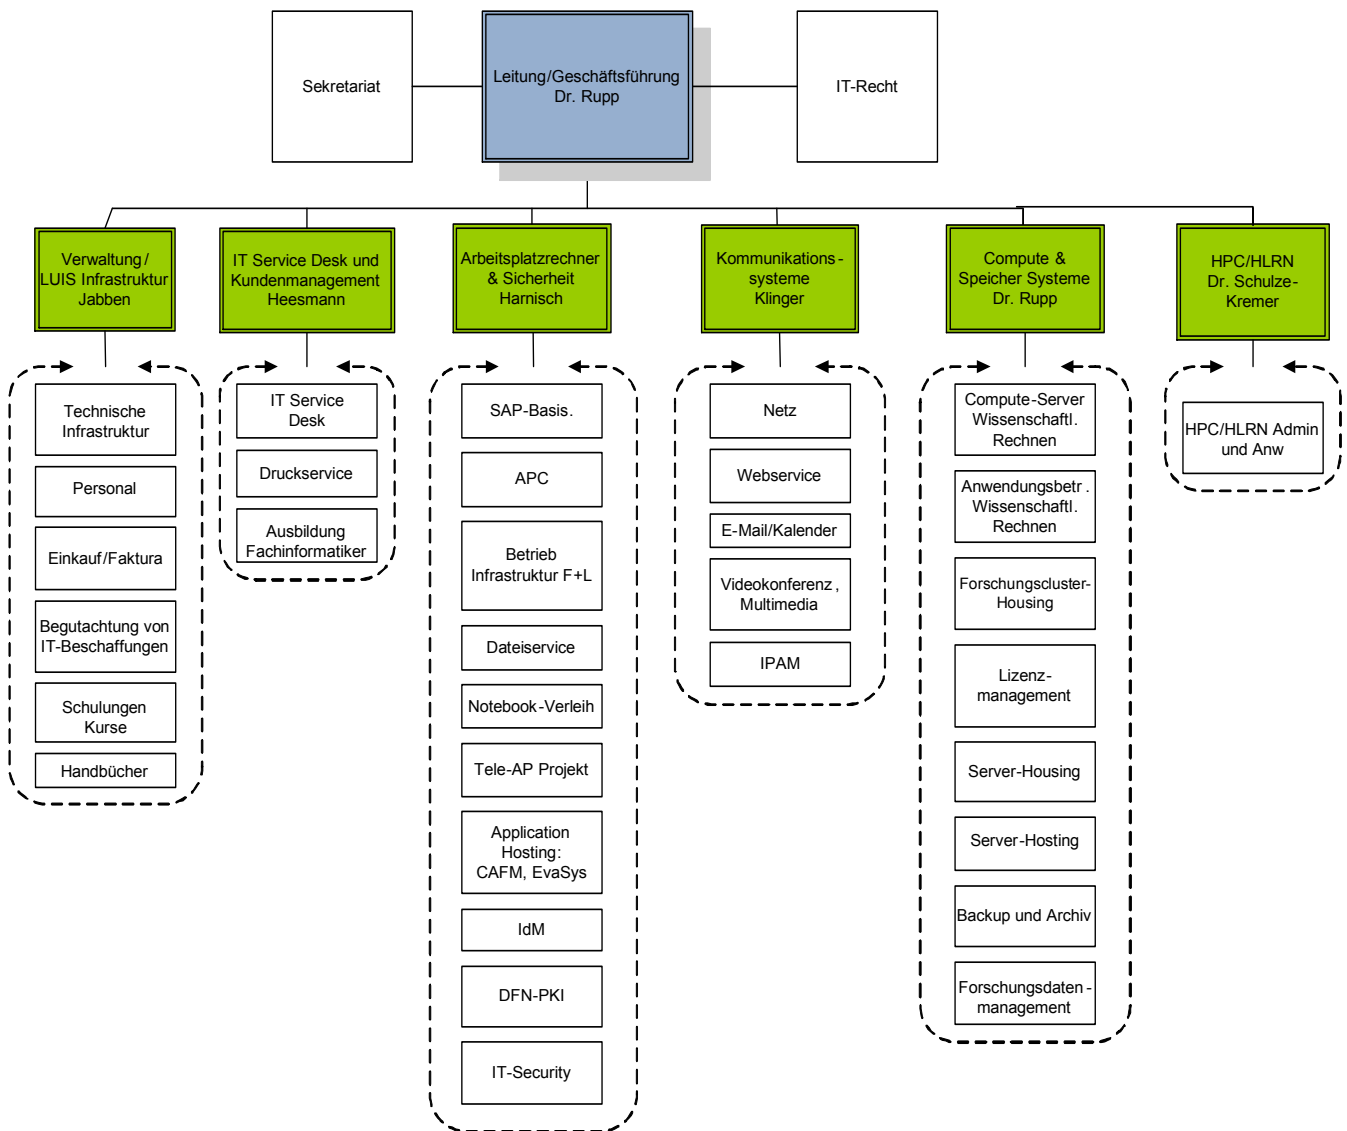 Sekretariat
Leitung/Geschäftsführung
Dr. Rupp
IT-Recht
Verwaltung/
LUIS Infrastruktur
Jabben
IT Service Desk und
Kundenmanagement
Heesmann
Arbeitsplatzrechner
& Sicherheit
Harnisch
Kommunikations-
systeme
Klinger
Compute &
Speicher Systeme
Dr. Rupp
HPC/HLRN
Dr. Schulze-
Kremer
Technische
Infrastruktur
Personal
Einkauf/Faktura
Begutachtung von
IT-Beschaffungen
Schulungen
Kurse
Handbücher
IT Service
Desk
Druckservice
Ausbildung
Fachinformatiker
SAP-Basis.
APC
Betrieb
Infrastruktur F+L
Dateiservice
Notebook-Verleih
Tele-AP Projekt
Application
Hosting:
CAFM, EvaSys
IdM
DFN-PKI
IT-Security
Netz
Webservice
E-Mail/Kalender
Videokonferenz,
Multimedia
IPAM
Compute-Server
Wissenschaftl.
Rechnen
Anwendungsbetr.
Wissenschaftl.
Rechnen
Forschungscluster-
Housing
Lizenz-
management
Server-Housing
Server-Hosting
Backup und Archiv
Forschungsdaten-
management
HPC/HLRN Admin
und Anw